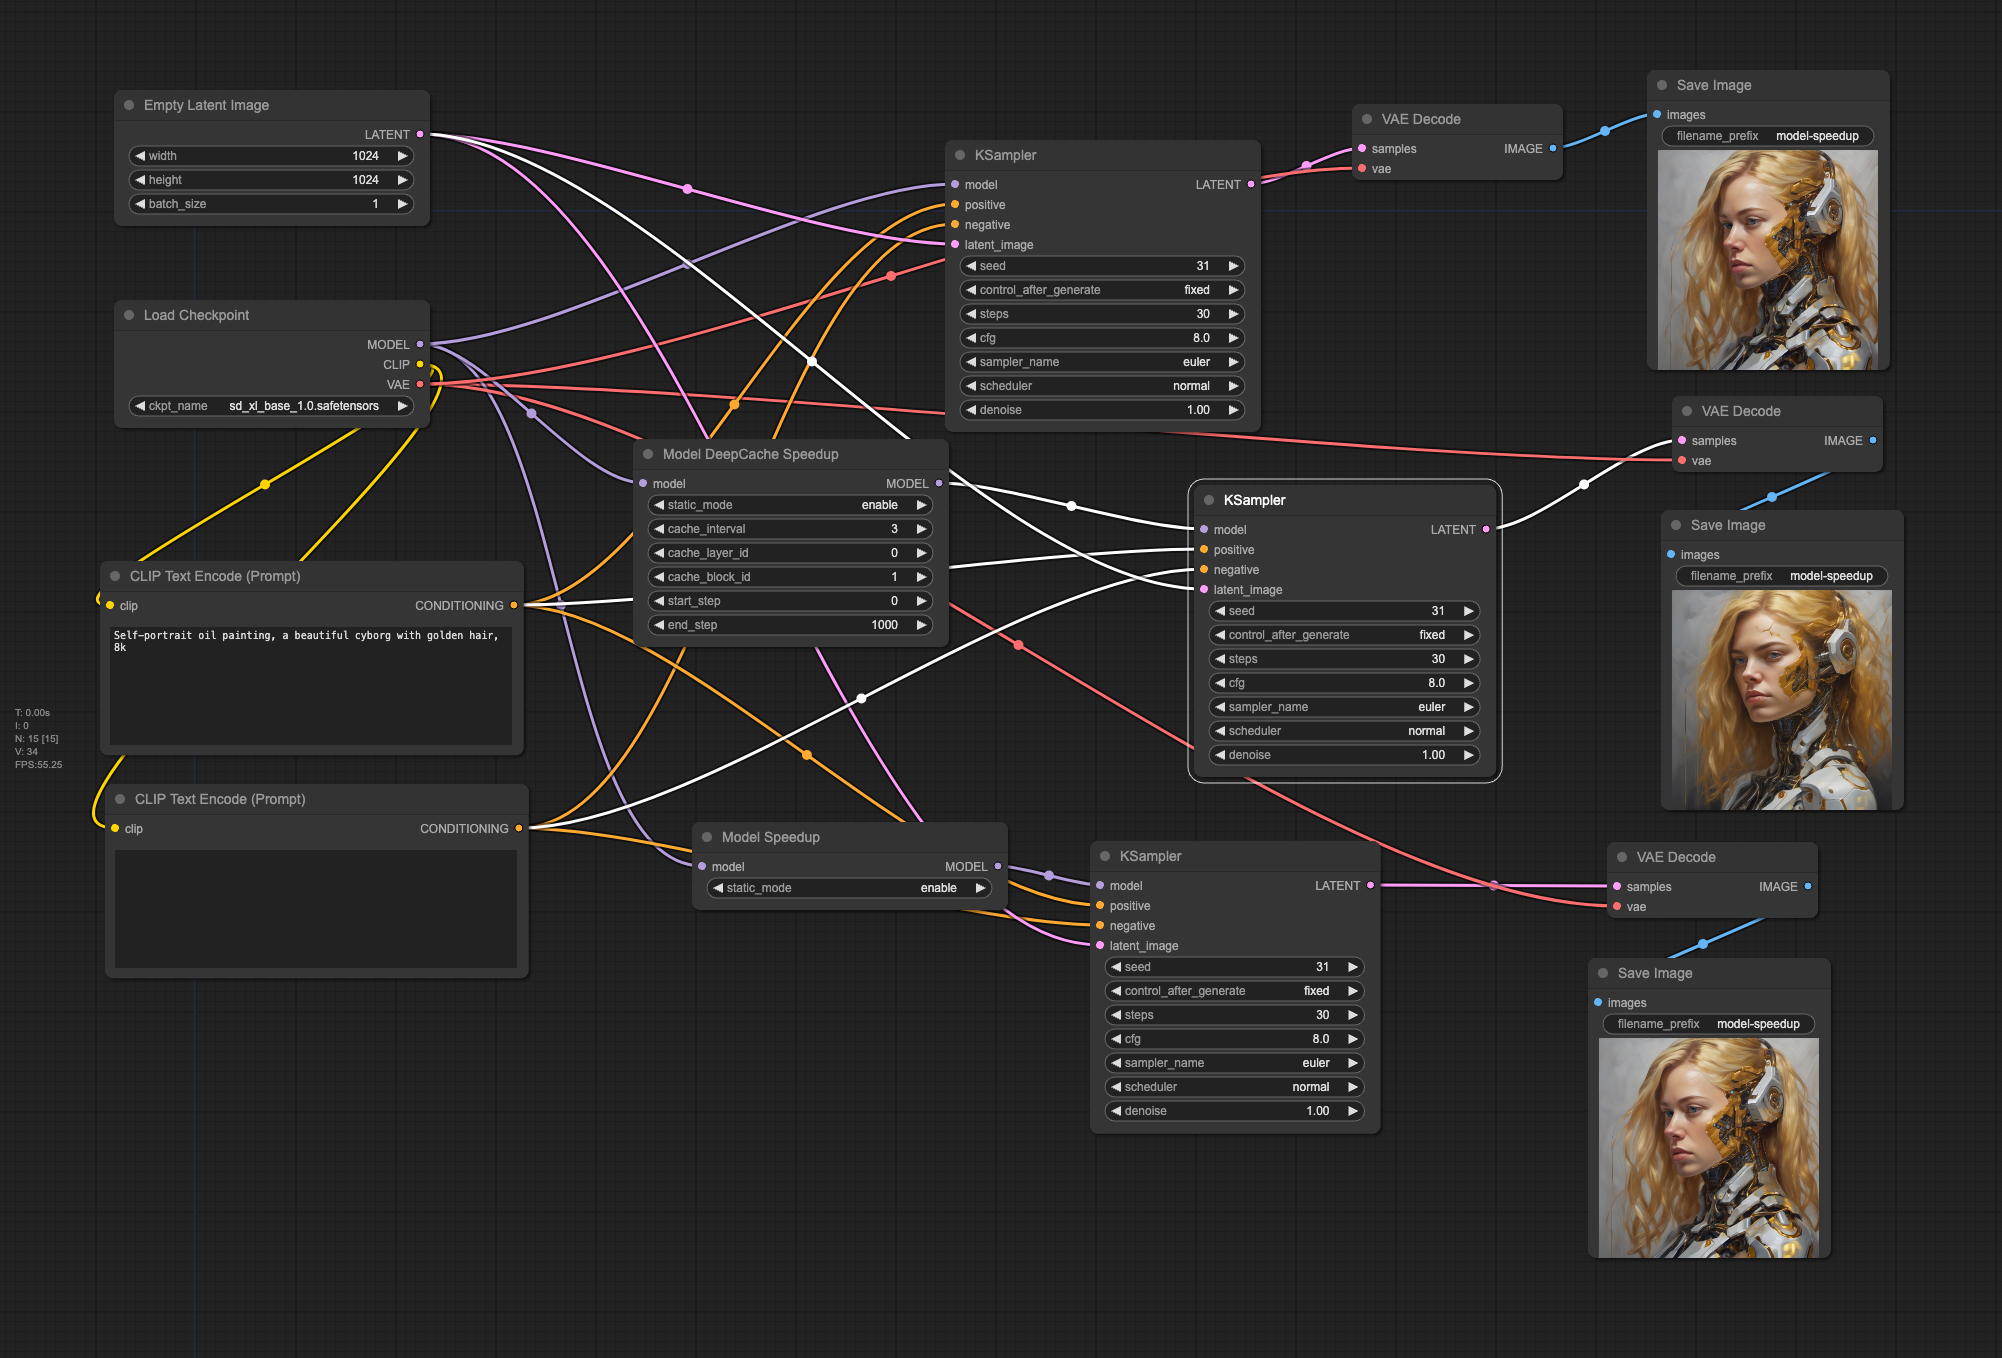 Empty Latent Image
LATENT
width 1024
height 1024
batch_size 1
Load Checkpoint
MODEL
CLIP
VAE
ckpt_name sd_xl_base_1.0.safetensors
CLIP Text Encode (Prompt)
clip CONDITIONING
Self-portrait oil painting, a beautiful cyborg with golden hair,
8k
T: 0.00s
I: 0
N: 15 [15]
V: 34
FPS:55.25
CLIP Text Encode (Prompt)
clip CONDITIONING
Model DeepCache Speedup
model MODEL
static_mode enable
cache_interval 3
cache_layer_id 0
cache_block_id 1
start_step 0
end_step 1000
Model Speedup
model MODEL
static_mode enable
KSampler
model LATENT
positive
negative
latent_image
seed 31
control_after_generate fixed
steps 30
cfg 8.0
sampler_name euler
scheduler normal
denoise 1.00
VAE Decode
samples IMAGE
vae
Save Image
images
filename_prefix model-speedup
KSampler
model LATENT
positive
negative
latent_image
seed 31
control_after_generate fixed
steps 30
cfg 8.0
sampler_name euler
scheduler normal
denoise 1.00
VAE Decode
samples IMAGE
vae
Save Image
images
filename_prefix model-speedup
KSampler
model LATENT
positive
negative
latent_image
seed 31
control_after_generate fixed
steps 30
cfg 8.0
sampler_name euler
scheduler normal
denoise 1.00
VAE Decode
samples IMAGE
vae
Save Image
images
filename_prefix model-speedup